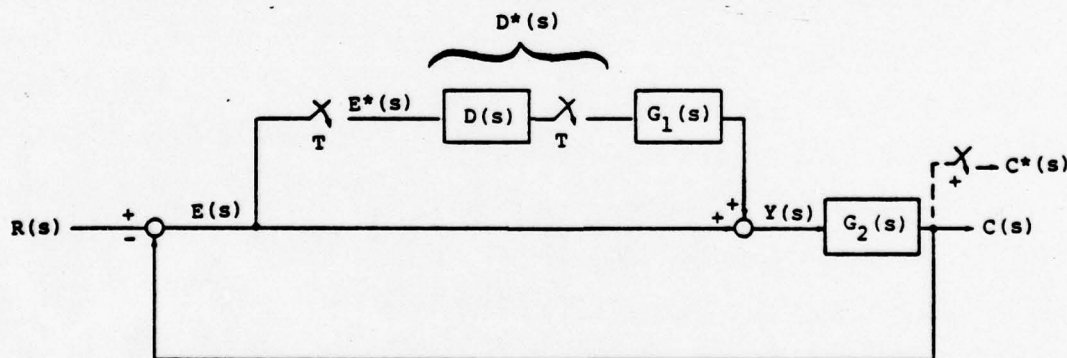 D*(s)
E*(s)
D(s)
G1(s)
T
T
C*(s)
+
+
E(s)
+
+
Y(s)
R(s)
-
G2(s)
C(s)